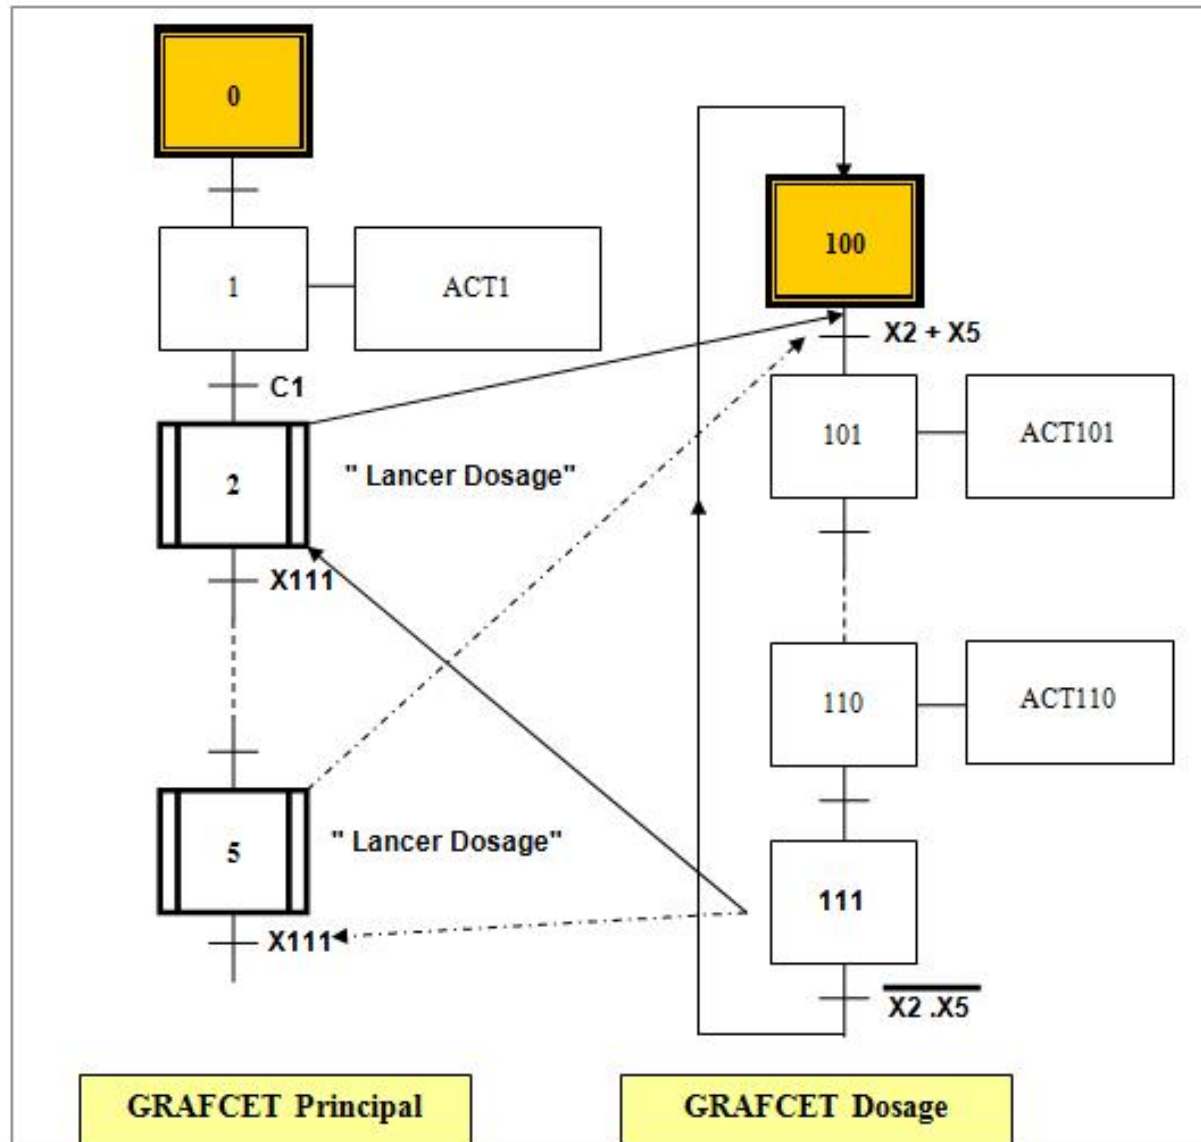 0
1
ACT1
C1
2
" Lancer Dosage"
X111
5
" Lancer Dosage"
X111
100
X2 + X5
101
ACT101
110
ACT110
111
X2 .X5
GRAFCET Principal
GRAFCET Dosage